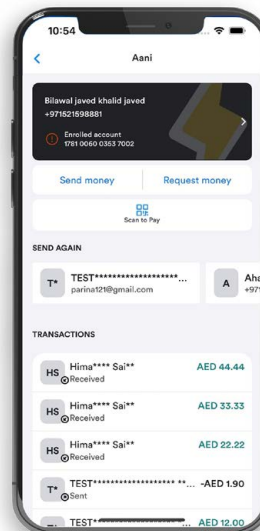 10:54
Aani
Bilawal javed khalid javed
+971521598881
Enrolled account
1781 0060 0353 7002
Send money
Request money
Scan to Pay
SEND AGAIN
T*
TEST*******************...
parina121@gmail.com
A
Aha
+971
TRANSACTIONS
HS
Hima**** Sai**
AED 44.44
Received
HS
Hima**** Sai**
AED 33.33
Received
HS
Hima**** Sai**
AED 22.22
Received
T*
TEST******************* **...
-AED 1.90
Sent
AED 12.00